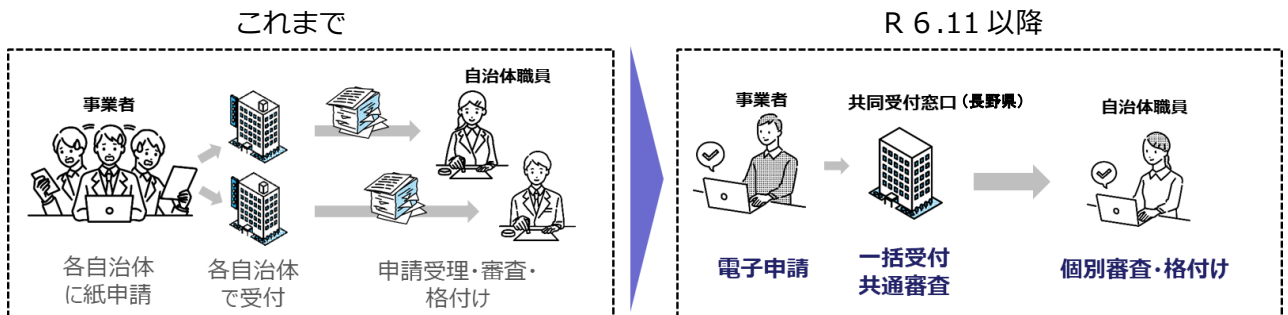 これまで
自治体職員
事業者
各自治体
に紙申請
各自治体
で受付
申請受理・審査・
格付け
R 6.11 以降
事業者
共同受付窓口(長野県)
自治体職員
電子申請
一括受付
共通審査
個別審査・格付け